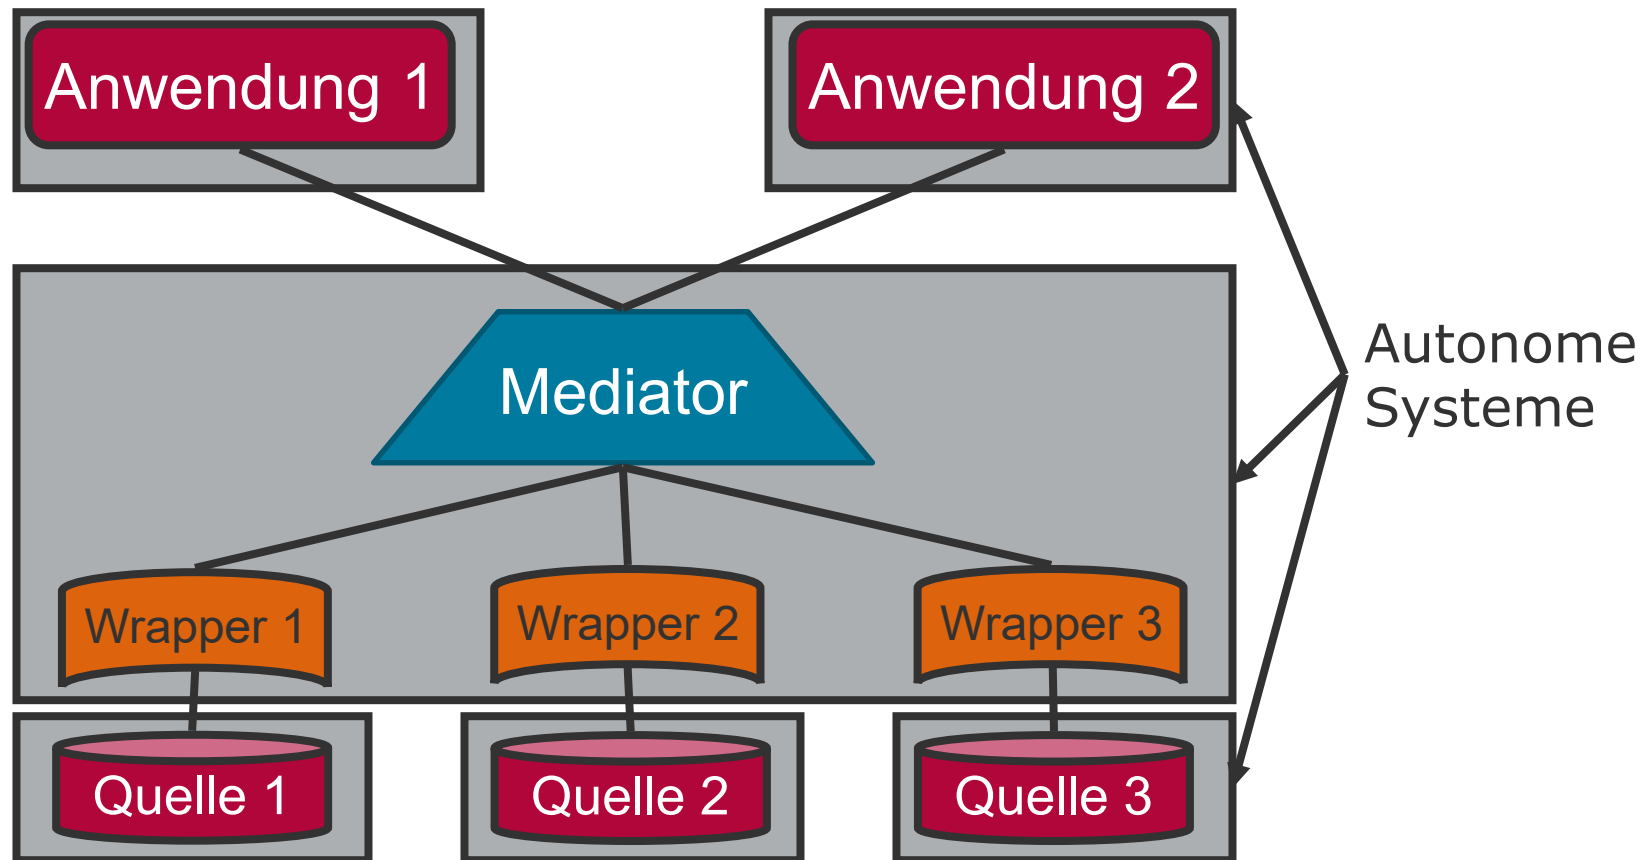 Anwendung 1
Anwendung 2
Mediator
Autonome
Systeme
Wrapper 1
Wrapper 2
Wrapper 3
Quelle 1
Quelle 2
Quelle 3